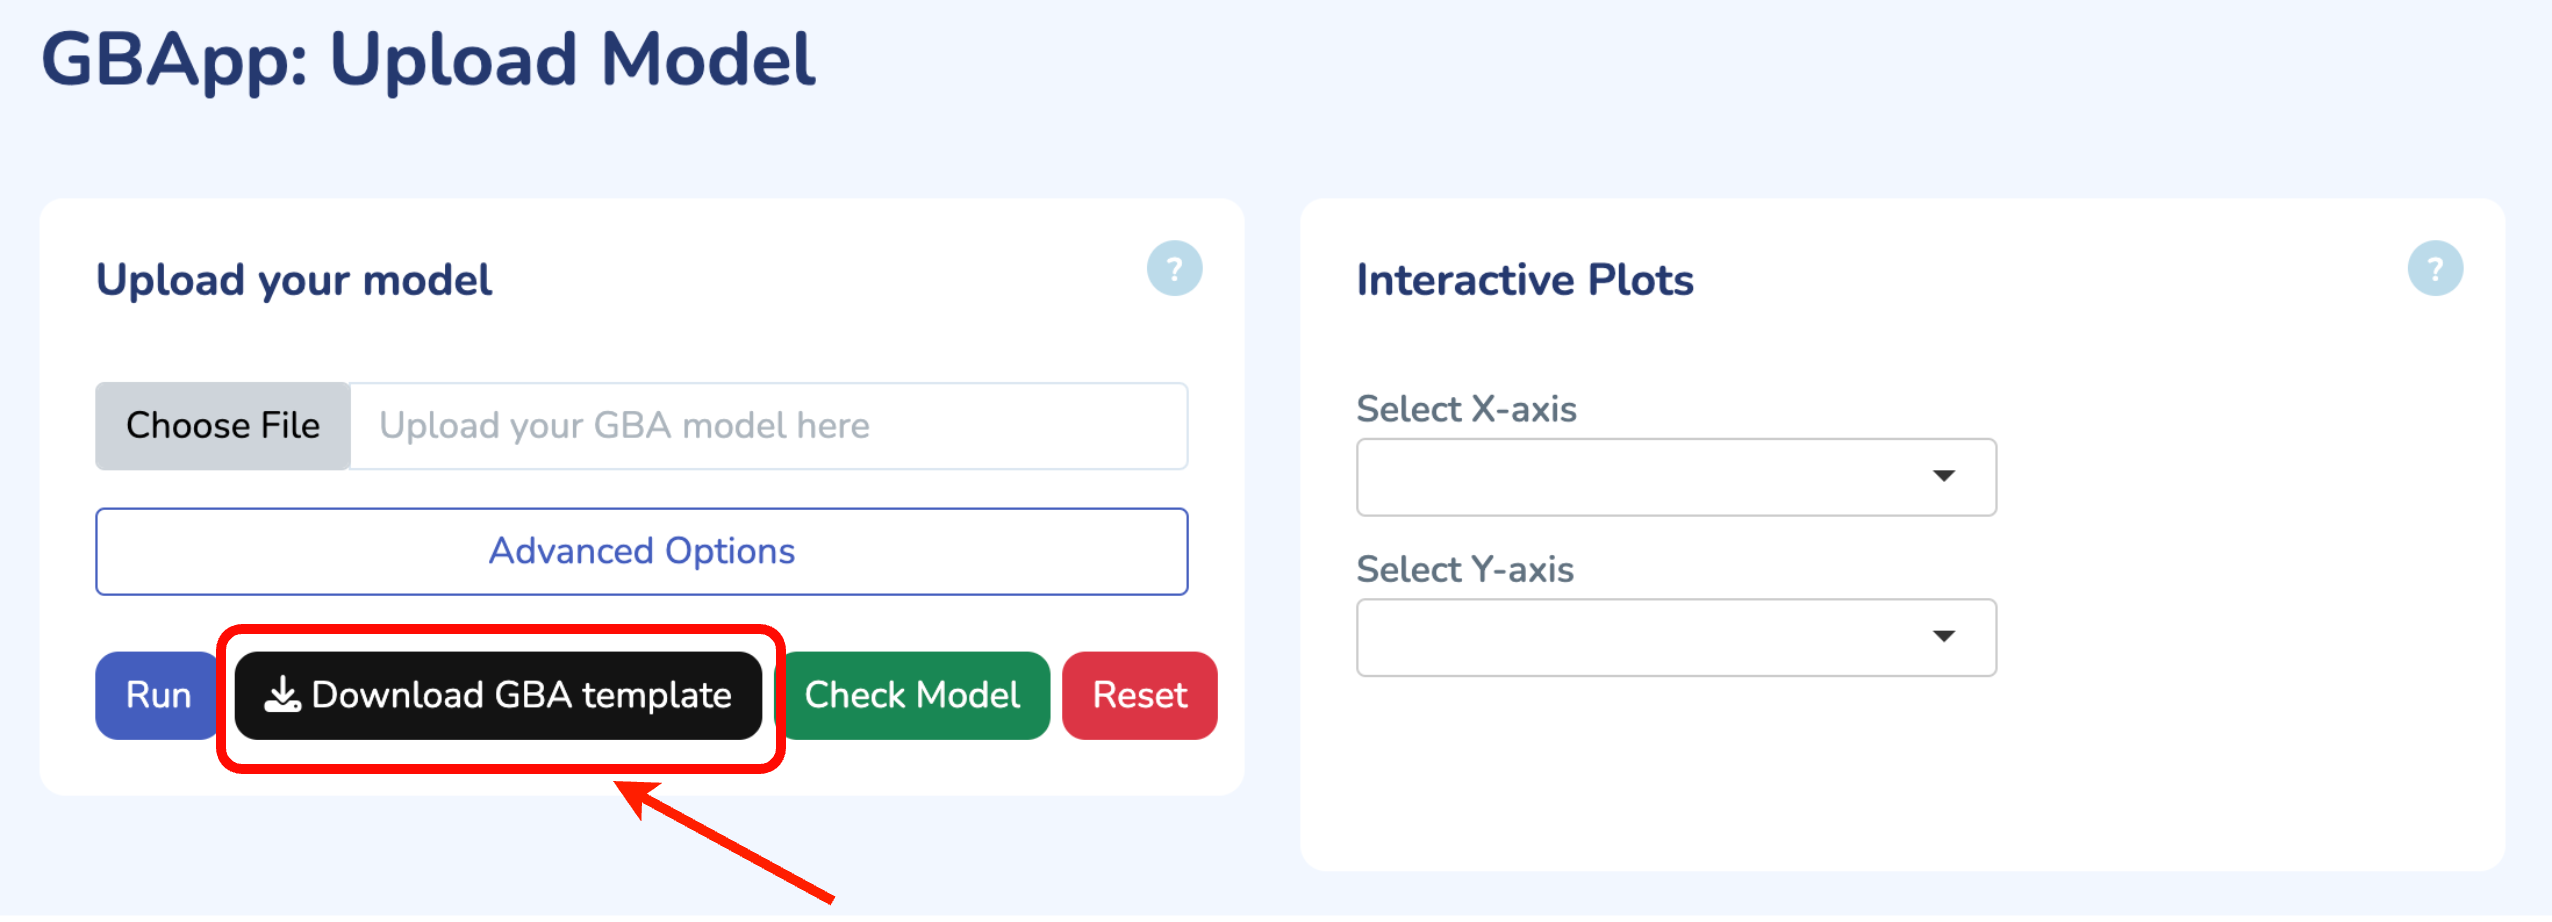 GBApp: Upload Model
Upload your model
?
Choose File
Upload your GBA model here
Advanced Options
Run
Download GBA template
Check Model
Reset
Interactive Plots
?
Select X-axis
Select Y-axis